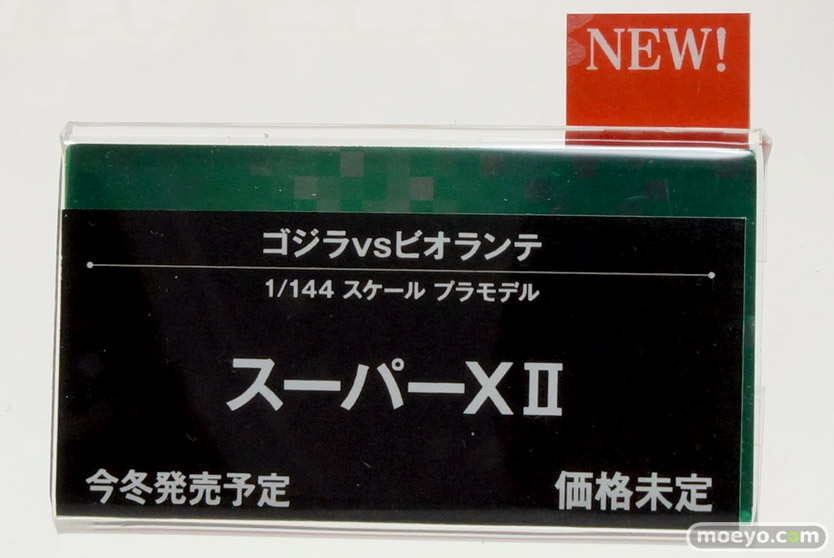 NEW!
ゴジラvsビオランテ
1/144 スケール プラモデル
スーパーXⅡ
今冬発売予定 価格未定
moeyo.com